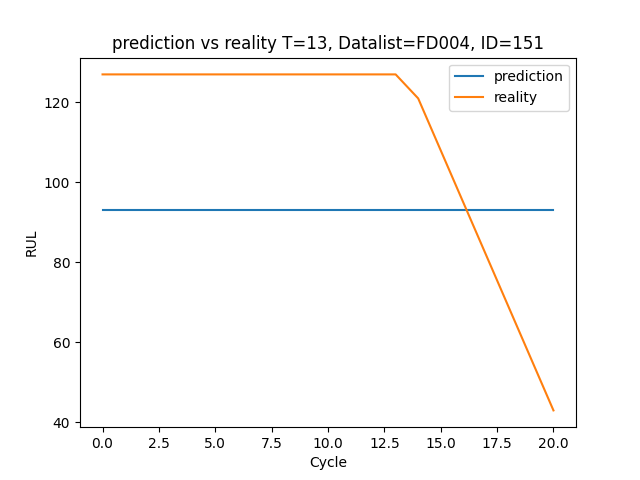 prediction vs reality T=13, Datalist=FD004, ID=151
prediction
reality
120
100
80
60
40
RUL
0.0 2.5 5.0 7.5 10.0 12.5 15.0 17.5 20.0
Cycle